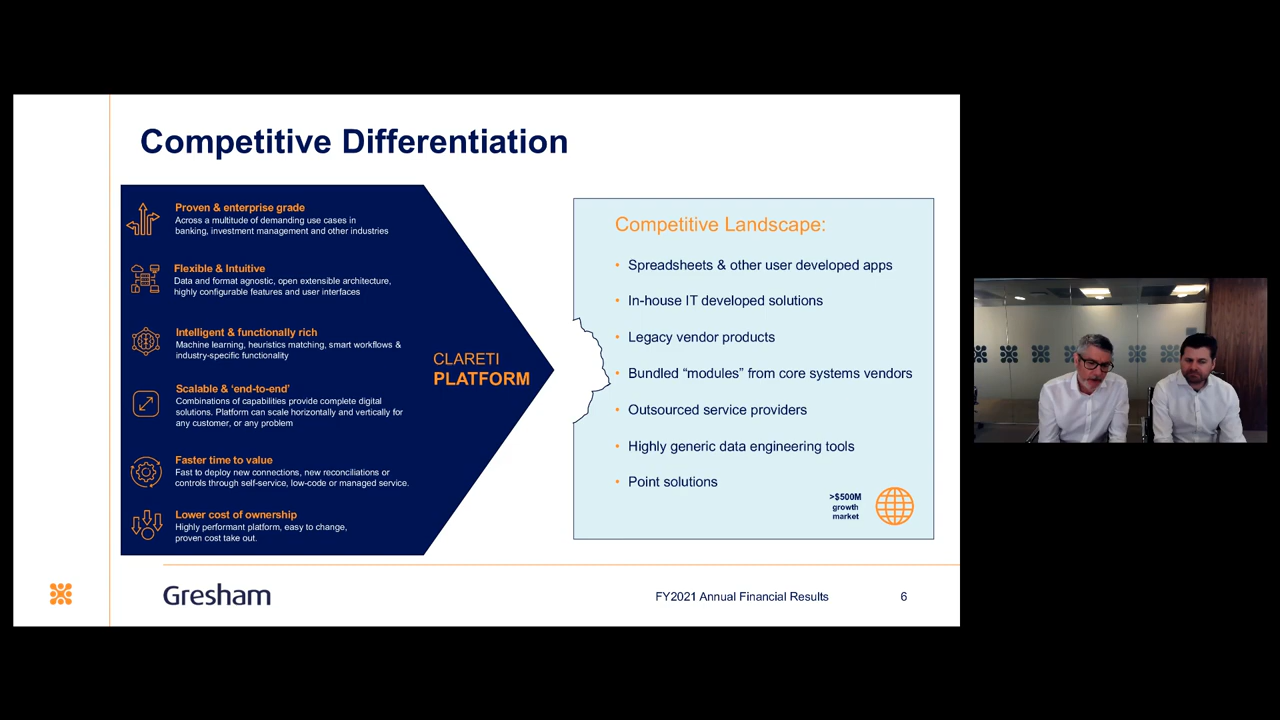 Competitive Differentiation
Proven & enterprise grade
Across a multitude of demanding use cases in
banking, investment management and other industries
Flexible & Intuitive
Data and format agnostic, open extensible architecture,
highly configurable features and user interfaces
Intelligent & functionally rich
Machine learning, heuristics matching, smart workflows &
industry-specific functionality
Scalable & ‘end-to-end’
Combinations of capabilities provide complete digital
solutions. Platform can scale horizontally and vertically for
any customer, or any problem
Faster time to value
Fast to deploy new connections, new reconciliations or
controls through self-service, low-code or managed service.
Lower cost of ownership
Highly performant platform, easy to change,
proven cost take out.
CLARETI
PLATFORM
Competitive Landscape:
• Spreadsheets & other user developed apps
• In-house IT developed solutions
• Legacy vendor products
• Bundled “modules” from core systems vendors
• Outsourced service providers
• Highly generic data engineering tools
• Point solutions
>$500M
growth
market
Gresham
FY2021 Annual Financial Results
6